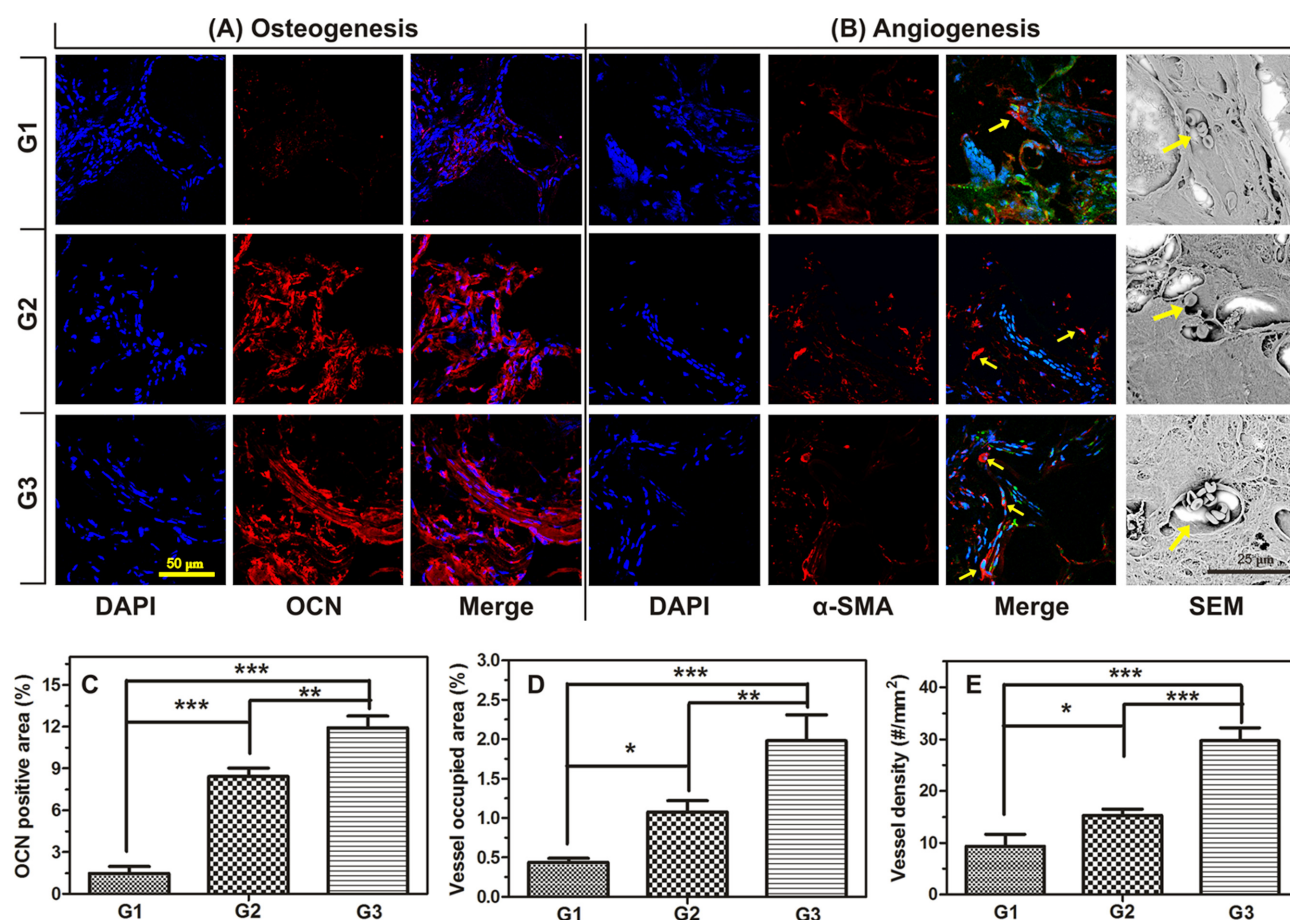 (A) Osteogenesis
(B) Angiogenesis
G1
G2
G3
50 μm
25 μm
DAPI
OCN
Merge
DAPI
α-SMA
Merge
SEM
C
OCN positive area (%)
15
12
9
6
3
0
***
***
**
G1
G2
G3
D
Vessel occupied area (%)
3.0
2.5
2.0
1.5
1.0
0.5
0.0
***
**
*
G1
G2
G3
E
Vessel density (#/mm²)
40
30
20
10
0
***
***
*
G1
G2
G3